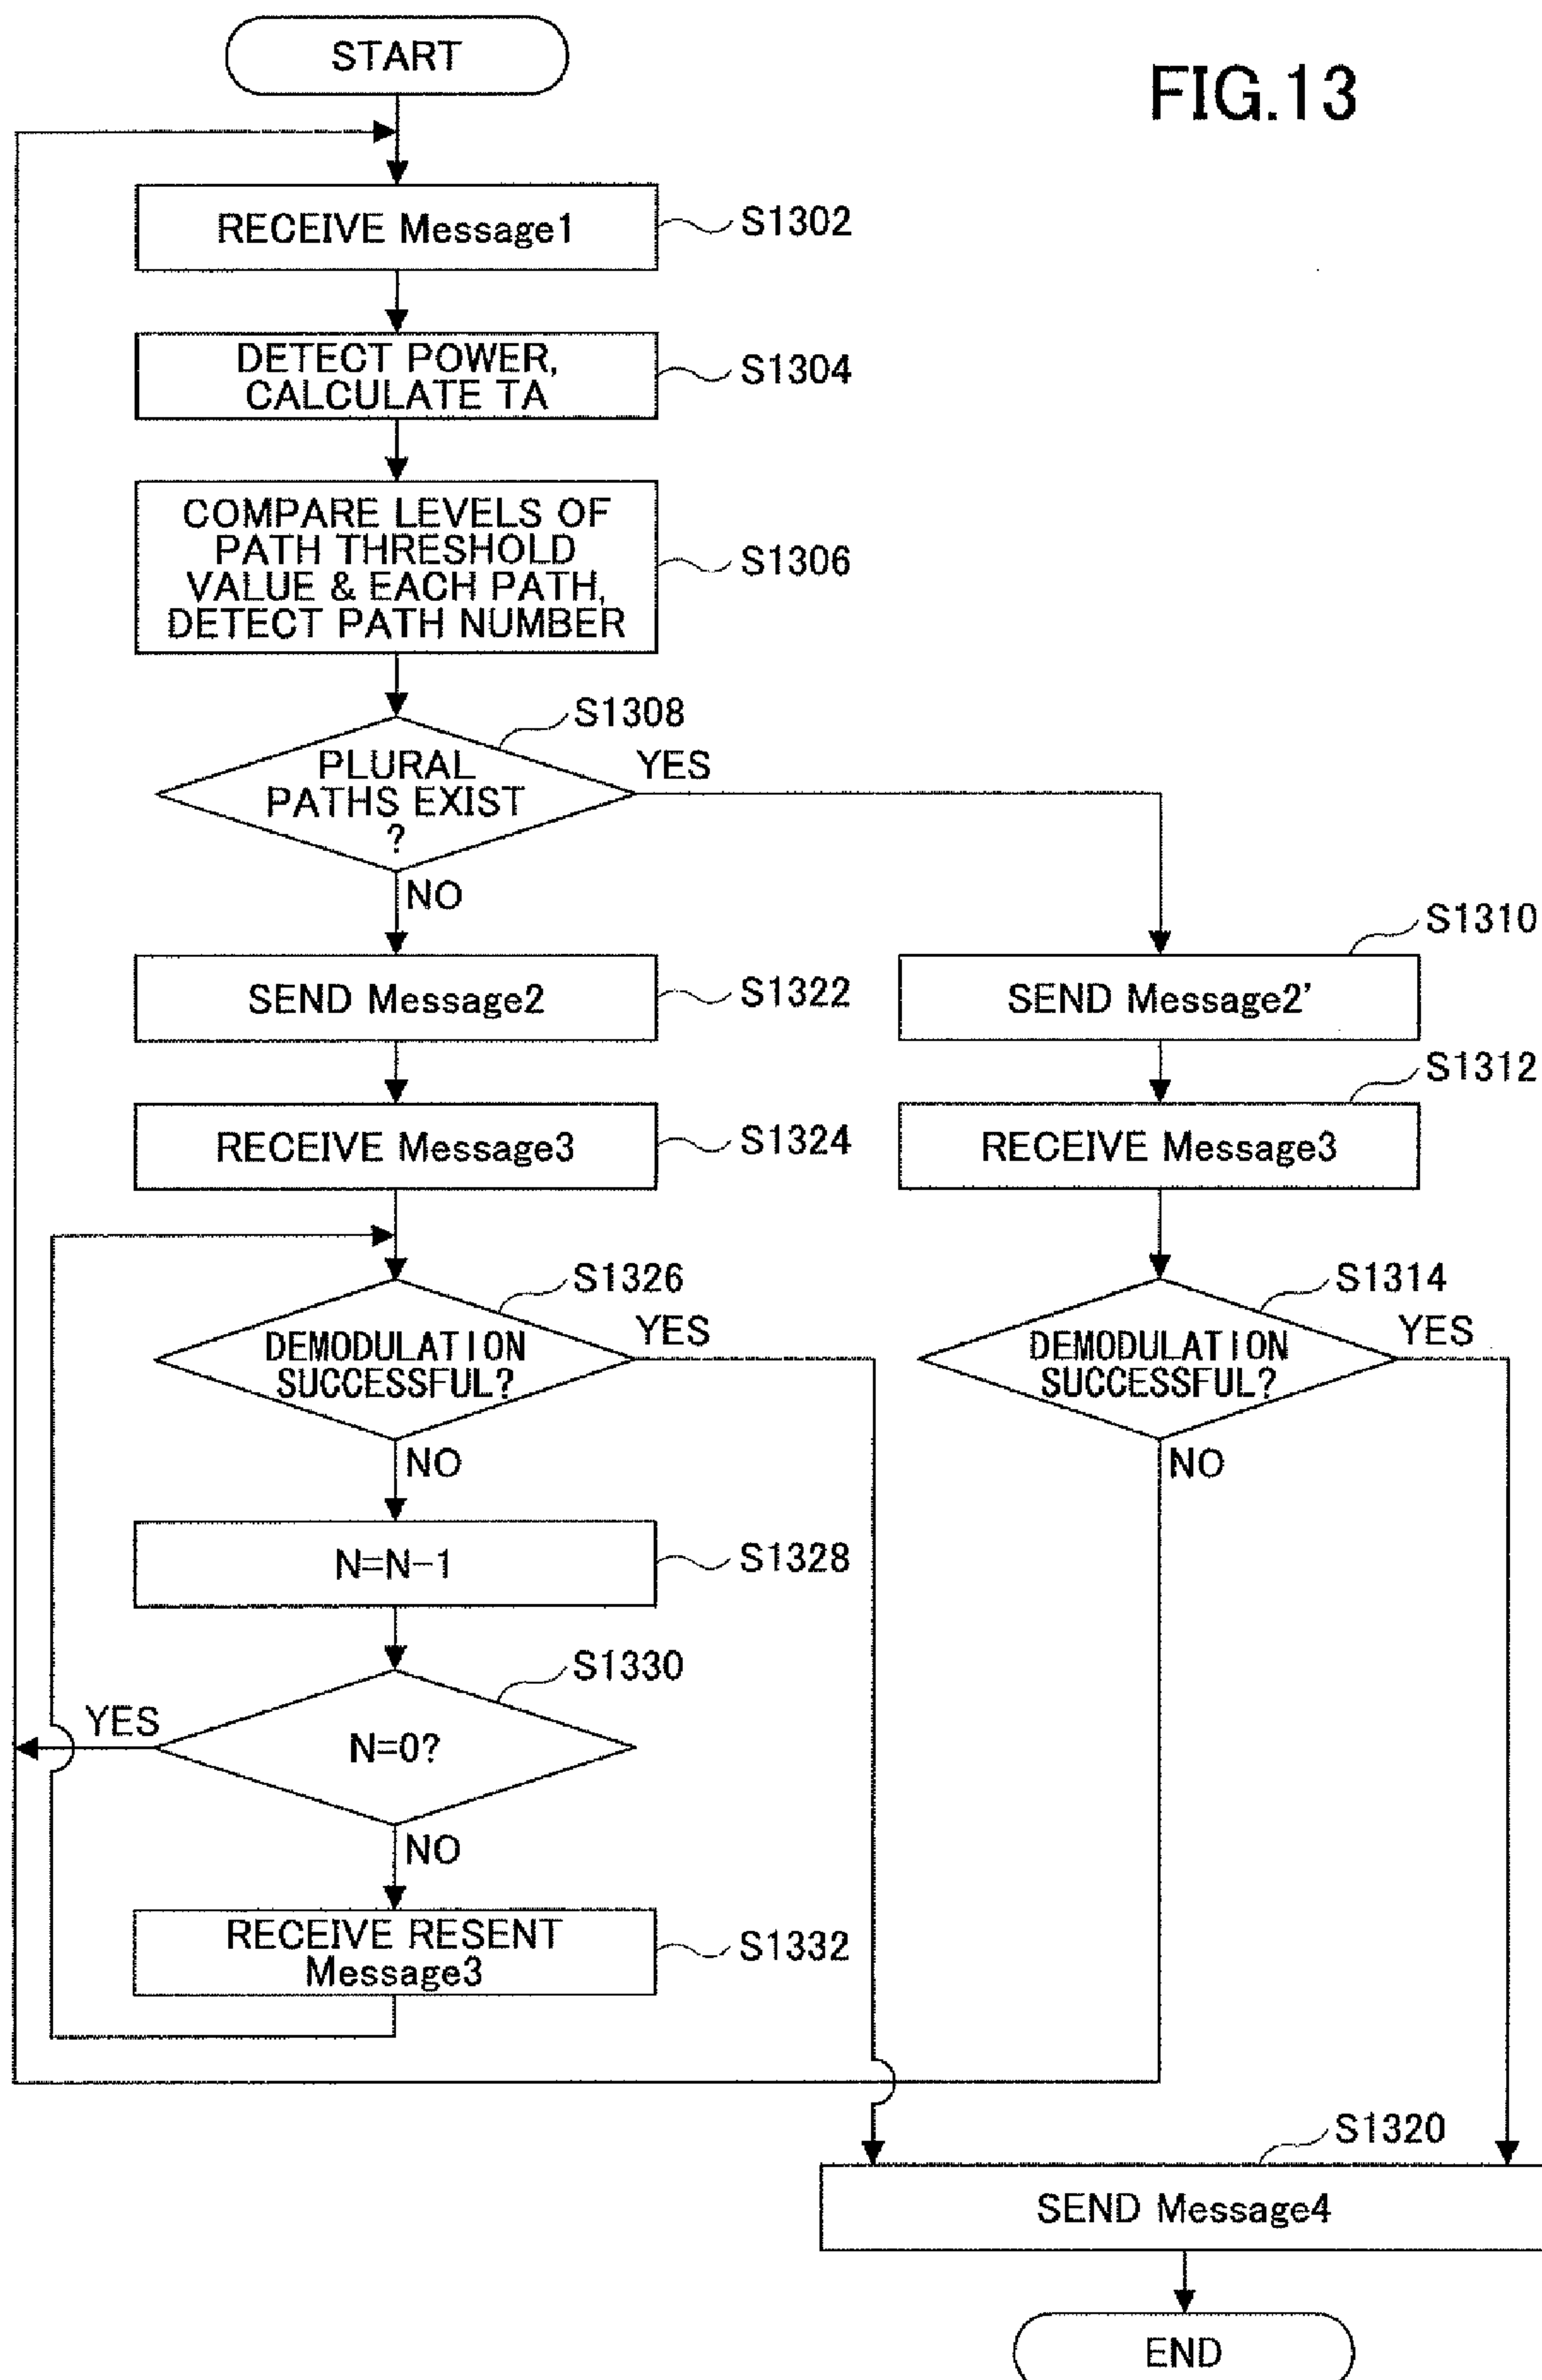 START
FIG.13
RECEIVE Message1
S1302
DETECT POWER,
CALCULATE TA
S1304
COMPARE LEVELS OF
PATH THRESHOLD
VALUE & EACH PATH,
DETECT PATH NUMBER
S1306
S1308
PLURAL
PATHS EXIST
?
YES
NO
SEND Message2
S1322
S1310
SEND Message2'
RECEIVE Message3
S1324
S1312
RECEIVE Message3
S1326
DEMODULATION
SUCCESSFUL?
YES
NO
S1314
DEMODULATION
SUCCESSFUL?
YES
NO
N=N-1
S1328
S1330
N=0?
YES
NO
RECEIVE RESENT
Message3
S1332
S1320
SEND Message4
END